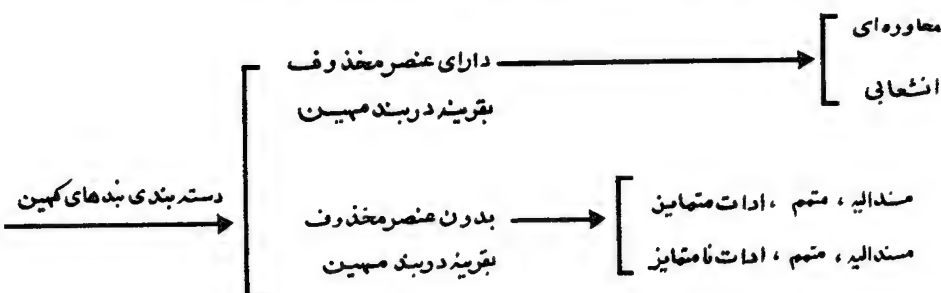 دسته بندی بندهای کهین
دارای عنصر محذوف
بقرینه در بند مهین
محاوره‌ای
انشعابی
بدون عنصر محذوف
بقرینه در بند مهین
مسندالیه ، متمم ، ادات متمایز
مسندالیه ، متمم ، ادات نامتمایز